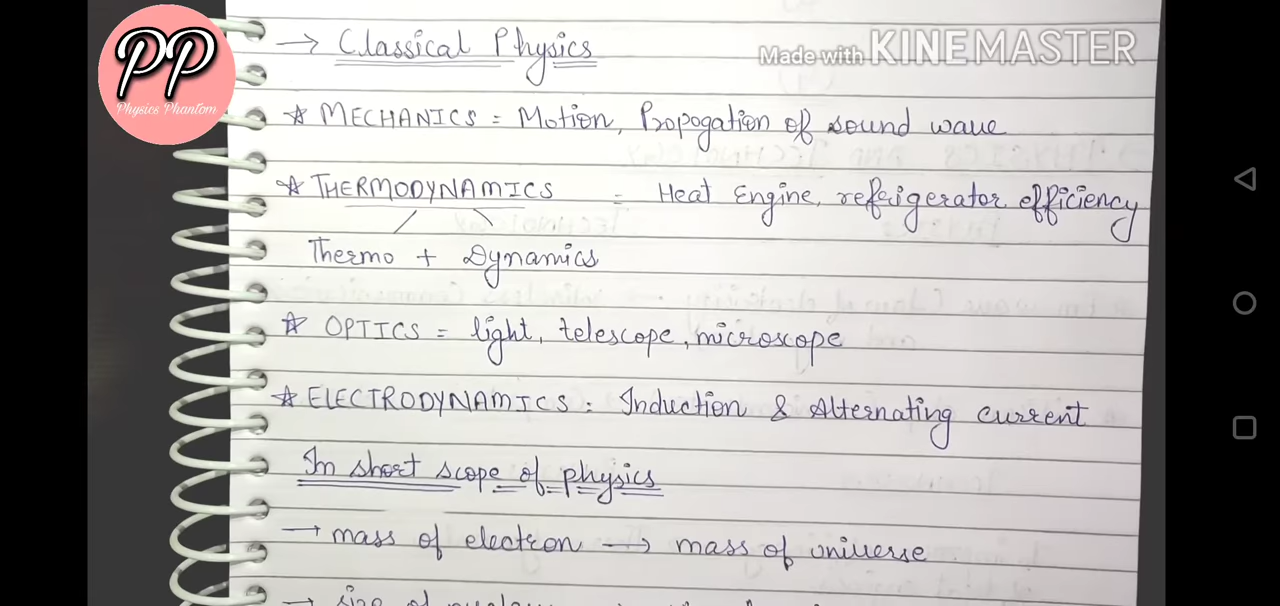 PP
Physics Phantom
Made with KINEMASTER
→ Classical Physics
☆ MECHANICS = Motion, Propogation of sound wave
☆ THERMODYNAMICS = Heat Engine, refrigerator efficiency
Thermo + Dynamics
☆ OPTICS = light, telescope, microscope
☆ ELECTRODYNAMICS : Induction & Alternating current
In short scope of physics
→ mass of electron → mass of universe
→ size of